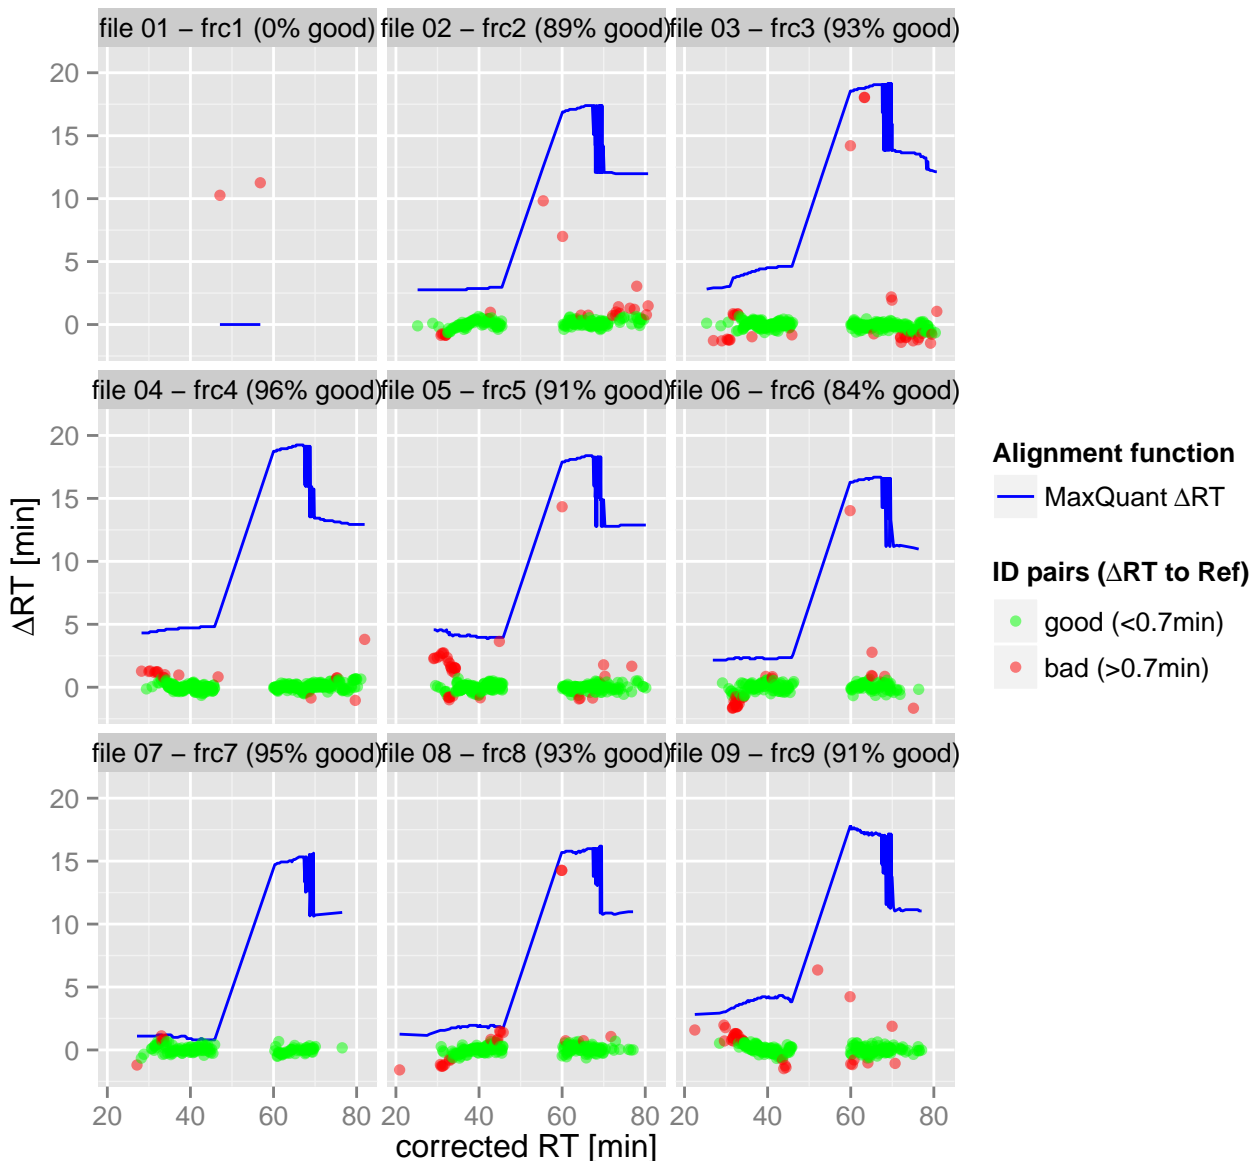 file 01 – frc1 (0% good)
file 02 – frc2 (89% good)
file 03 – frc3 (93% good)
20
15
10
5
0
file 04 – frc4 (96% good)
file 05 – frc5 (91% good)
file 06 – frc6 (84% good)
20
15
10
5
0
file 07 – frc7 (95% good)
file 08 – frc8 (93% good)
file 09 – frc9 (91% good)
20
15
10
5
0
20 40 60 80
20 40 60 80
20 40 60 80
corrected RT [min]
ΔRT [min]
Alignment function
MaxQuant ΔRT
ID pairs (ΔRT to Ref)
good (<0.7min)
bad (>0.7min)